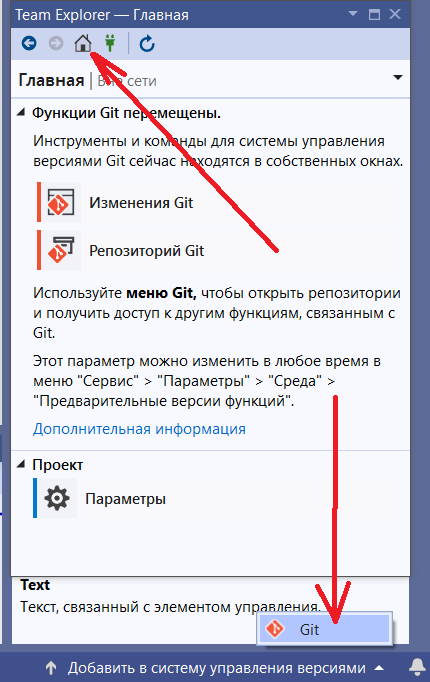 Team Explorer — Главная
Главная | Вне сети
Функции Git перемещены.
Инструменты и команды для системы управления
версиями Git сейчас находятся в собственных окнах.
Изменения Git
Репозиторий Git
Используйте меню Git, чтобы открыть репозитории
и получить доступ к другим функциям, связанным с
Git.
Этот параметр можно изменить в любое время в
меню "Сервис" > "Параметры" > "Среда" >
"Предварительные версии функций".
Дополнительная информация
Проект
Параметры
Text
Текст, связанный с элементом управления.
Git
Добавить в систему управления версиями